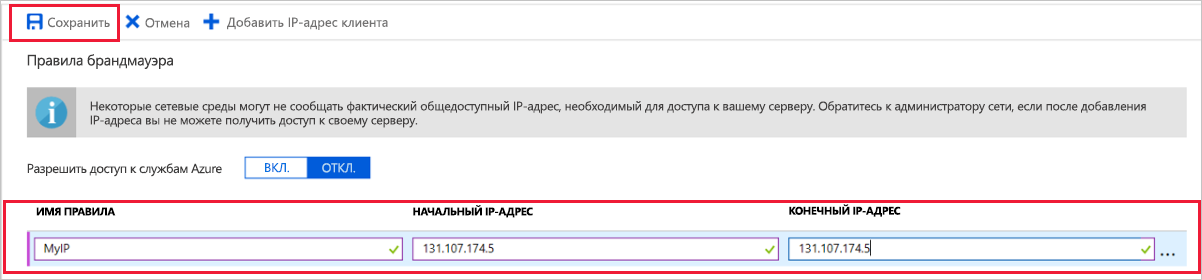 Сохранить Отмена Добавить IP-адрес клиента
Правила брандмауэра
Некоторые сетевые среды могут не сообщать фактический общедоступный IP-адрес, необходимый для доступа к вашему серверу. Обратитесь к администратору сети, если после добавления
IP-адреса вы не можете получить доступ к своему серверу.
Разрешить доступ к службам Azure ВКЛ. ОТКЛ.
ИМЯ ПРАВИЛА НАЧАЛЬНЫЙ IP-АДРЕС КОНЕЧНЫЙ IP-АДРЕС
MyIP 131.107.174.5 131.107.174.5 ...